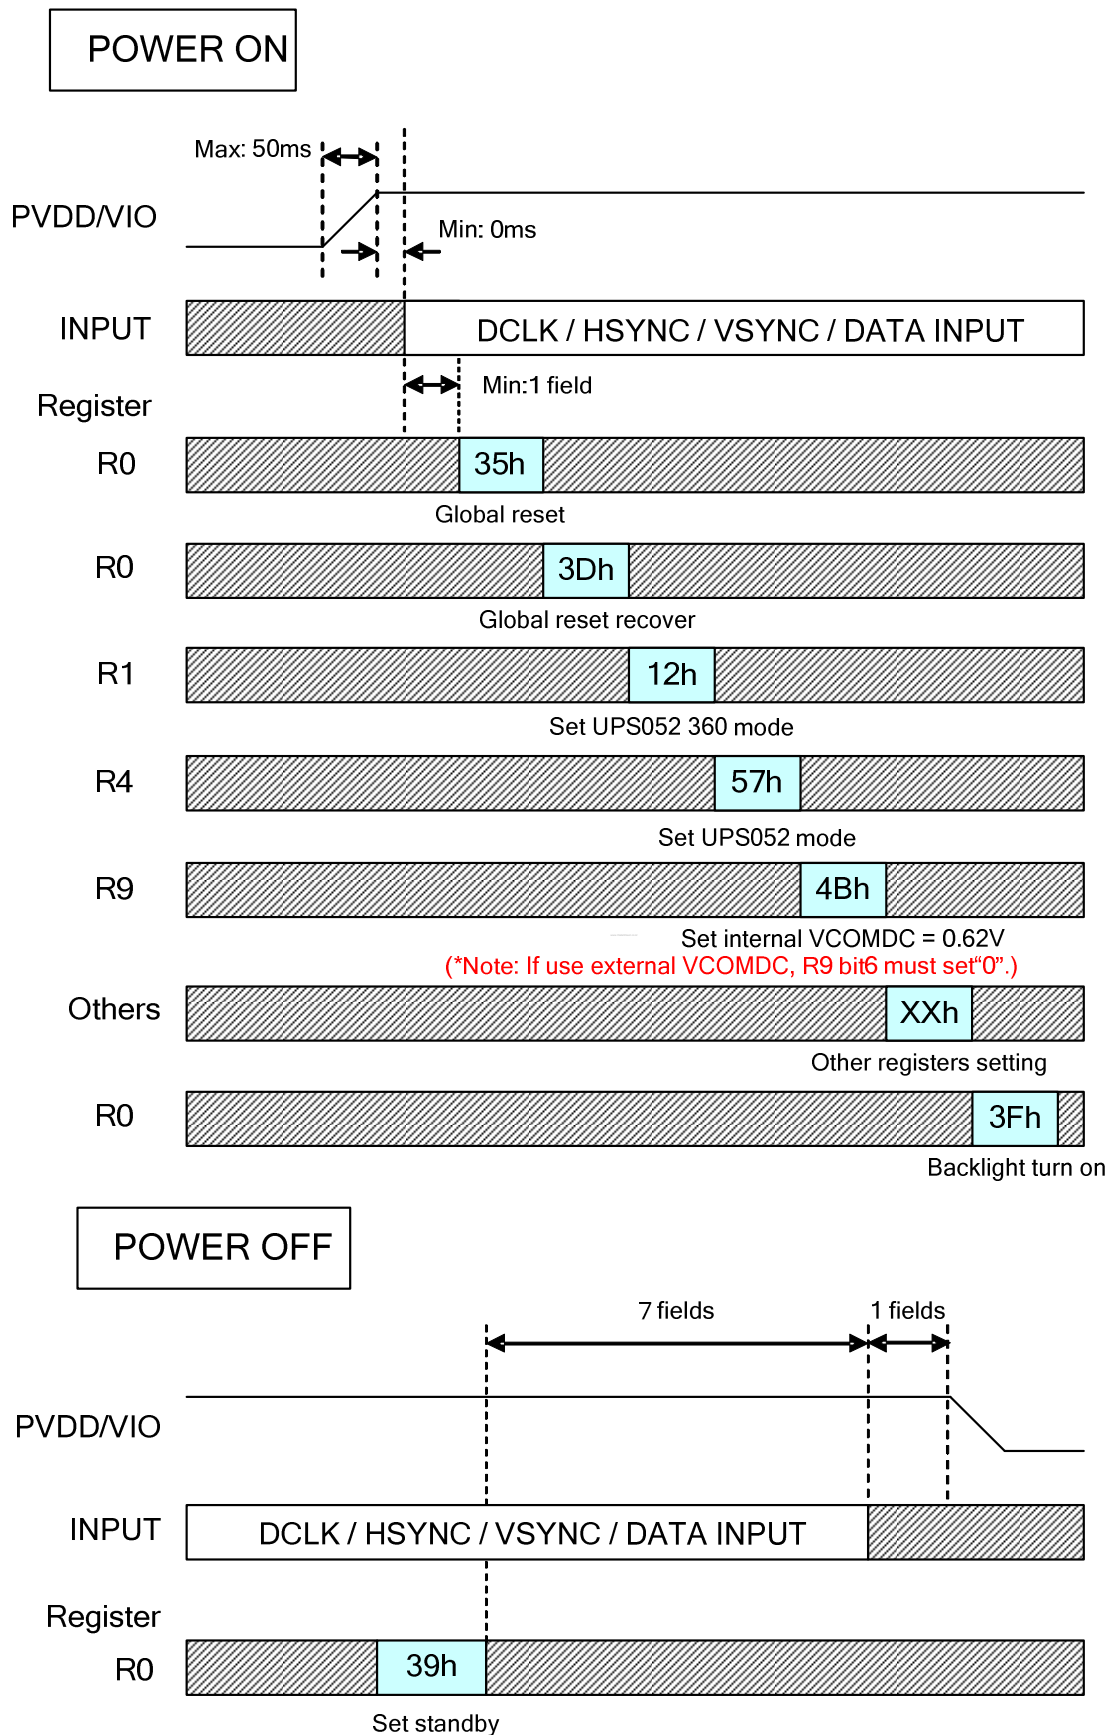 POWER ON
Max: 50ms
PVDD/VIO
Min: 0ms
INPUT
DCLK / HSYNC / VSYNC / DATA INPUT
Min:1 field
Register
R0
35h
Global reset
R0
3Dh
Global reset recover
R1
12h
Set UPS052 360 mode
R4
57h
Set UPS052 mode
R9
4Bh
Set internal VCOMDC = 0.62V
(*Note: If use external VCOMDC, R9 bit6 must set“0”.)
Others
XXh
Other registers setting
R0
3Fh
Backlight turn on
POWER OFF
7 fields
1 fields
PVDD/VIO
INPUT
DCLK / HSYNC / VSYNC / DATA INPUT
Register
R0
39h
Set standby